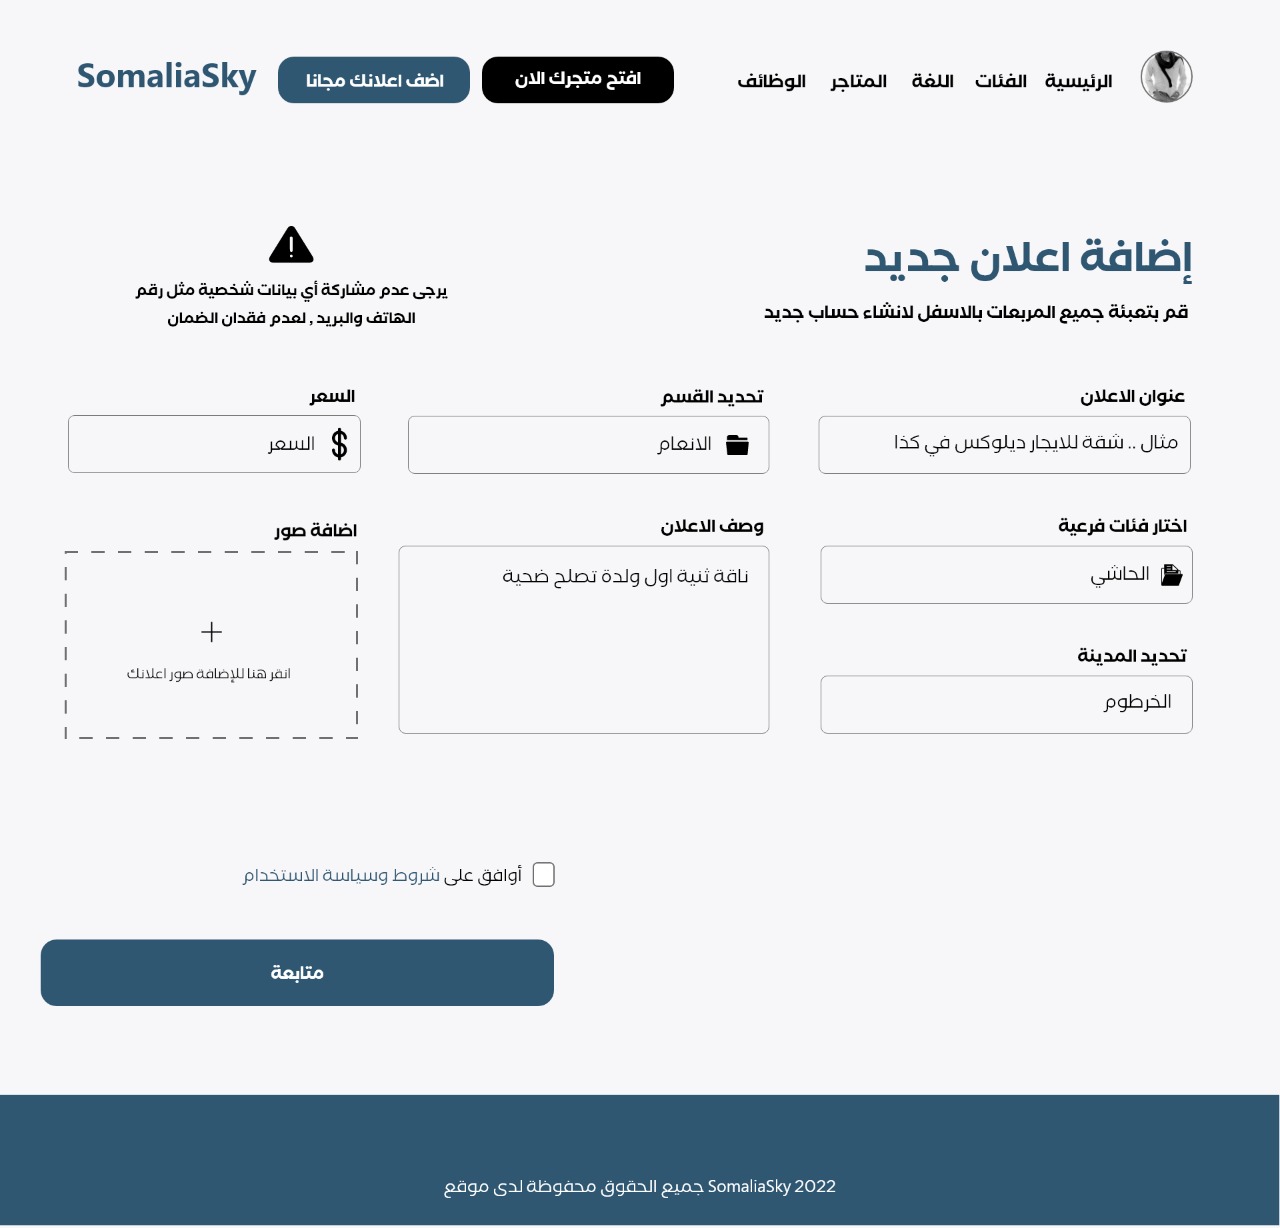 الرئيسية
الفئات
اللغة
المتاجر
الوظائف
افتح متجرك الان
اضف اعلانك مجانا
SomaliaSky
إضافة اعلان جديد
قم بتعبئة جميع المربعات بالاسفل لانشاء حساب جديد
يرجى عدم مشاركة أي بيانات شخصية مثل رقم
الهاتف والبريد , لعدم فقدان الضمان
عنوان الاعلان
مثال .. شقة للايجار ديلوكس في كذا
تحديد القسم
الانعام
السعر
السعر
$
اختار فئات فرعية
الحاشي
وصف الاعلان
ناقة ثنية اول ولدة تصلح ضحية
اضافة صور
انقر هنا للإضافة صور اعلانك
تحديد المدينة
الخرطوم
أوافق على شروط وسياسة الاستخدام
متابعة
جميع الحقوق محفوظة لدى موقع SomaliaSky 2022